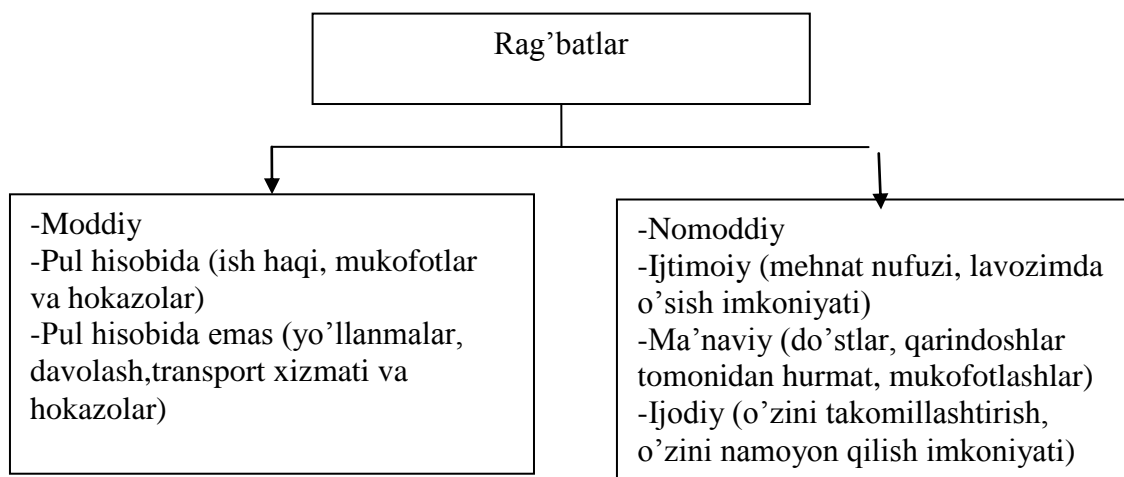 Rag’batlar
-Moddiy
-Pul hisobida (ish haqi, mukofotlar
va hokazolar)
-Pul hisobida emas (yo’llanmalar,
davolash,transport xizmati va
hokazolar)
-Nomoddiy
-Ijtimoiy (mehnat nufuzi, lavozimda
o’sish imkoniyati)
-Ma’naviy (do’stlar, qarindoshlar
tomonidan hurmat, mukofotlashlar)
-Ijodiy (o’zini takomillashtirish,
o’zini namoyon qilish imkoniyati)